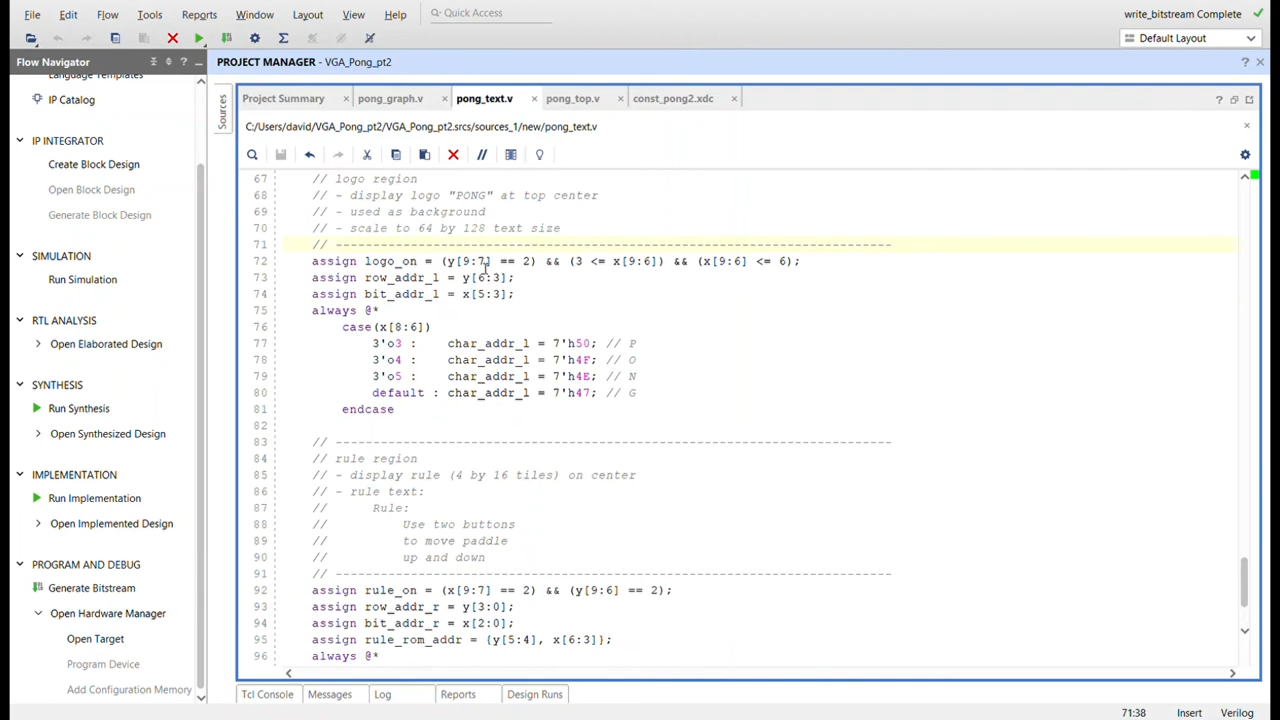 File Edit Flow Tools Reports Window Layout View Help Quick Access write_bitstream Complete
Default Layout
Flow Navigator
PROJECT MANAGER - VGA_Pong_pt2
Language Templates
IP Catalog
IP INTEGRATOR
Create Block Design
Open Block Design
Generate Block Design
SIMULATION
Run Simulation
RTL ANALYSIS
Open Elaborated Design
SYNTHESIS
Run Synthesis
Open Synthesized Design
IMPLEMENTATION
Run Implementation
Open Implemented Design
PROGRAM AND DEBUG
Generate Bitstream
Open Hardware Manager
Open Target
Program Device
Add Configuration Memory
Sources
Project Summary pong_graph.v pong_text.v pong_top.v const_pong2.xdc
C:/Users/david/VGA_Pong_pt2/VGA_Pong_pt2.srcs/sources_1/new/pong_text.v
67 // logo region
68 // - display logo "PONG" at top center
69 // - used as background
70 // - scale to 64 by 128 text size
71 // --------------------------------------------------------------------------
72 assign logo_on = (y[9:7] == 2) && (3 <= x[9:6]) && (x[9:6] <= 6);
73 assign row_addr_l = y[6:3];
74 assign bit_addr_l = x[5:3];
75 always @*
76 case(x[8:6])
77 3'o3 : char_addr_l = 7'h50; // P
78 3'o4 : char_addr_l = 7'h4F; // O
79 3'o5 : char_addr_l = 7'h4E; // N
80 default : char_addr_l = 7'h47; // G
81 endcase
82
83 // --------------------------------------------------------------------------
84 // rule region
85 // - display rule (4 by 16 tiles) on center
86 // - rule text:
87 // Rule:
88 // Use two buttons
89 // to move paddle
90 // up and down
91 // --------------------------------------------------------------------------
92 assign rule_on = (x[9:7] == 2) && (y[9:6] == 2);
93 assign row_addr_r = y[3:0];
94 assign bit_addr_r = x[2:0];
95 assign rule_rom_addr = {y[5:4], x[6:3]};
96 always @*
Tcl Console Messages Log Reports Design Runs
71:38 Insert Verilog